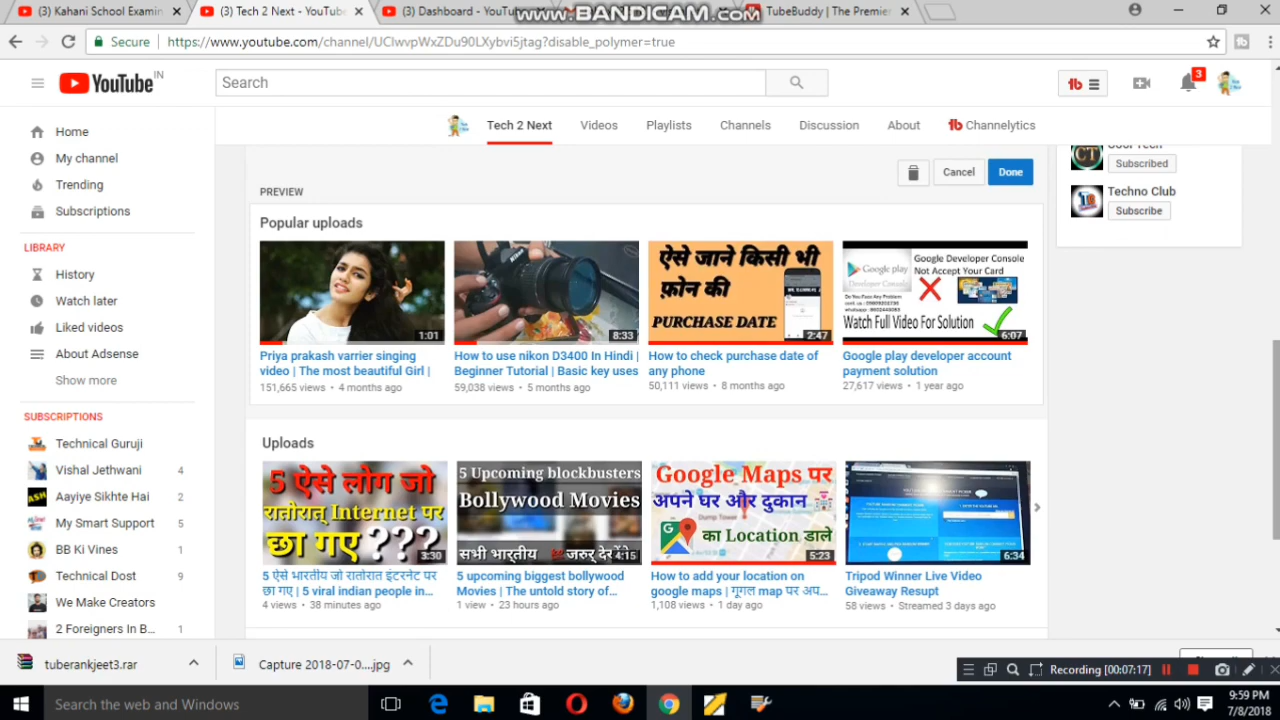 (3) Kahani School Examin
(3) Tech 2 Next - YouTube
(3) Dashboard - YouTube
www.BANDICAM.com
TubeBuddy | The Premier
Secure
https://www.youtube.com/channel/UClwvpWxZDu90LXybvi5jtag?disable_polymer=true
YouTube IN
Search
3
Tech 2 Next
Videos
Playlists
Channels
Discussion
About
Channelytics
Home
My channel
Trending
Subscriptions
LIBRARY
History
Watch later
Liked videos
About Adsense
Show more
SUBSCRIPTIONS
Technical Guruji
Vishal Jethwani 4
Aayiye Sikhte Hai 2
My Smart Support 5
BB Ki Vines 1
Technical Dost 9
We Make Creators
2 Foreigners In B... 1
Cancel
Done
PREVIEW
Popular uploads
1:01
Priya prakash varrier singing
video | The most beautiful Girl |
151,665 views • 4 months ago
8:33
How to use nikon D3400 In Hindi |
Beginner Tutorial | Basic key uses
59,038 views • 5 months ago
ऐसे जाने किसी भी
फ़ोन की
PURCHASE DATE
2:47
How to check purchase date of
any phone
50,111 views • 8 months ago
Google play
Developer Console
Google Developer Console
Not Accept Your Card
Watch Full Video For Solution
6:07
Google play developer account
payment solution
27,617 views • 1 year ago
Uploads
5 ऐसे लोग जो
रातोरात् Internet पर
छा गए ???
3:30
5 ऐसे भारतीय जो रातोरात इंटरनेट पर
छा गए | 5 viral indian people in...
4 views • 38 minutes ago
5 Upcoming blockbusters
Bollywood Movies
सभी भारतीय
4:15
5 upcoming biggest bollywood
Movies | The untold story of...
1 view • 23 hours ago
Google Maps पर
अपने घर और दुकान
का Location डाले
5:23
How to add your location on
google maps | गूगल map पर अप...
1,108 views • 1 day ago
6:34
Tripod Winner Live Video
Giveaway Resupt
58 views • Streamed 3 days ago
Subscribed
Techno Club
Subscribe
tuberankjeet3.rar
Capture 2018-07-0....jpg
Recording [00:07:17]
Search the web and Windows
9:59 PM
7/8/2018